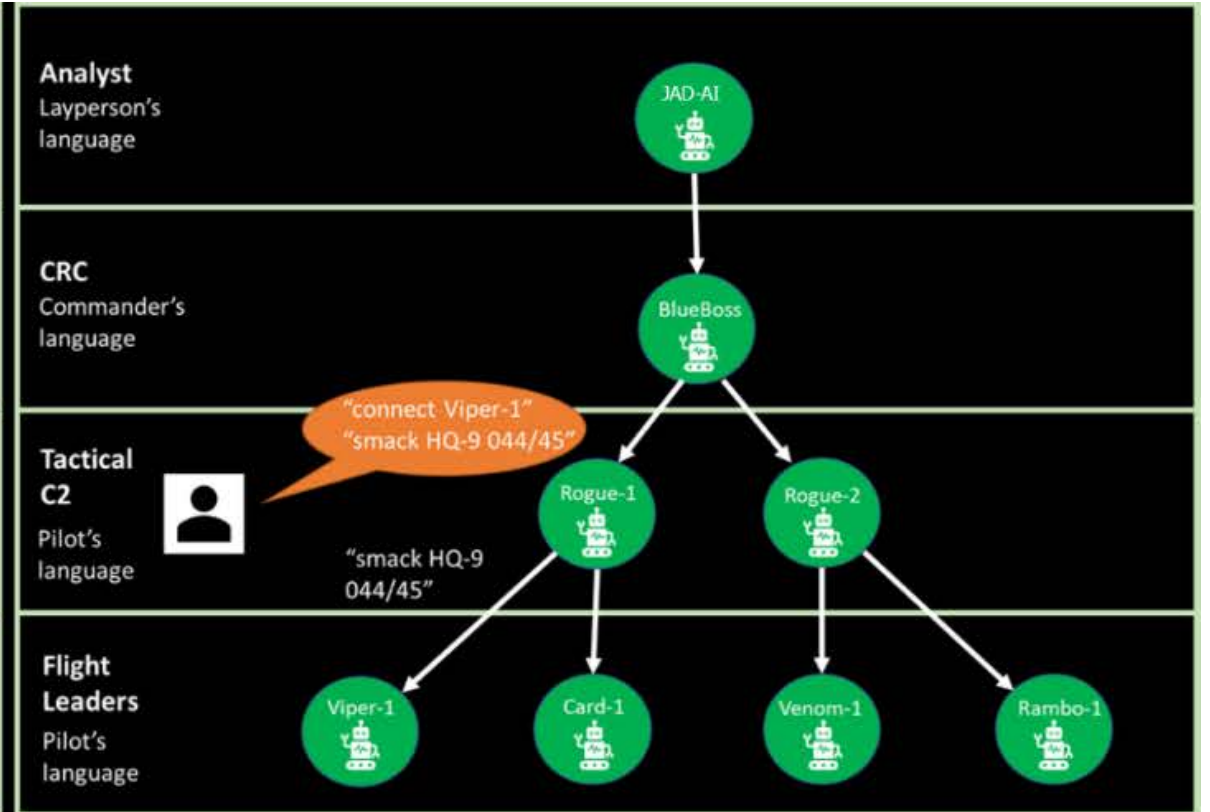 Analyst
Layperson's
language
JAD-AI
CRC
Commander's
language
BlueBoss
"connect Viper-1"
"smack HQ-9 044/45"
Tactical
C2
Pilot's
language
Rogue-1
Rogue-2
"smack HQ-9
044/45"
Flight
Leaders
Pilot's
language
Viper-1
Card-1
Venom-1
Rambo-1